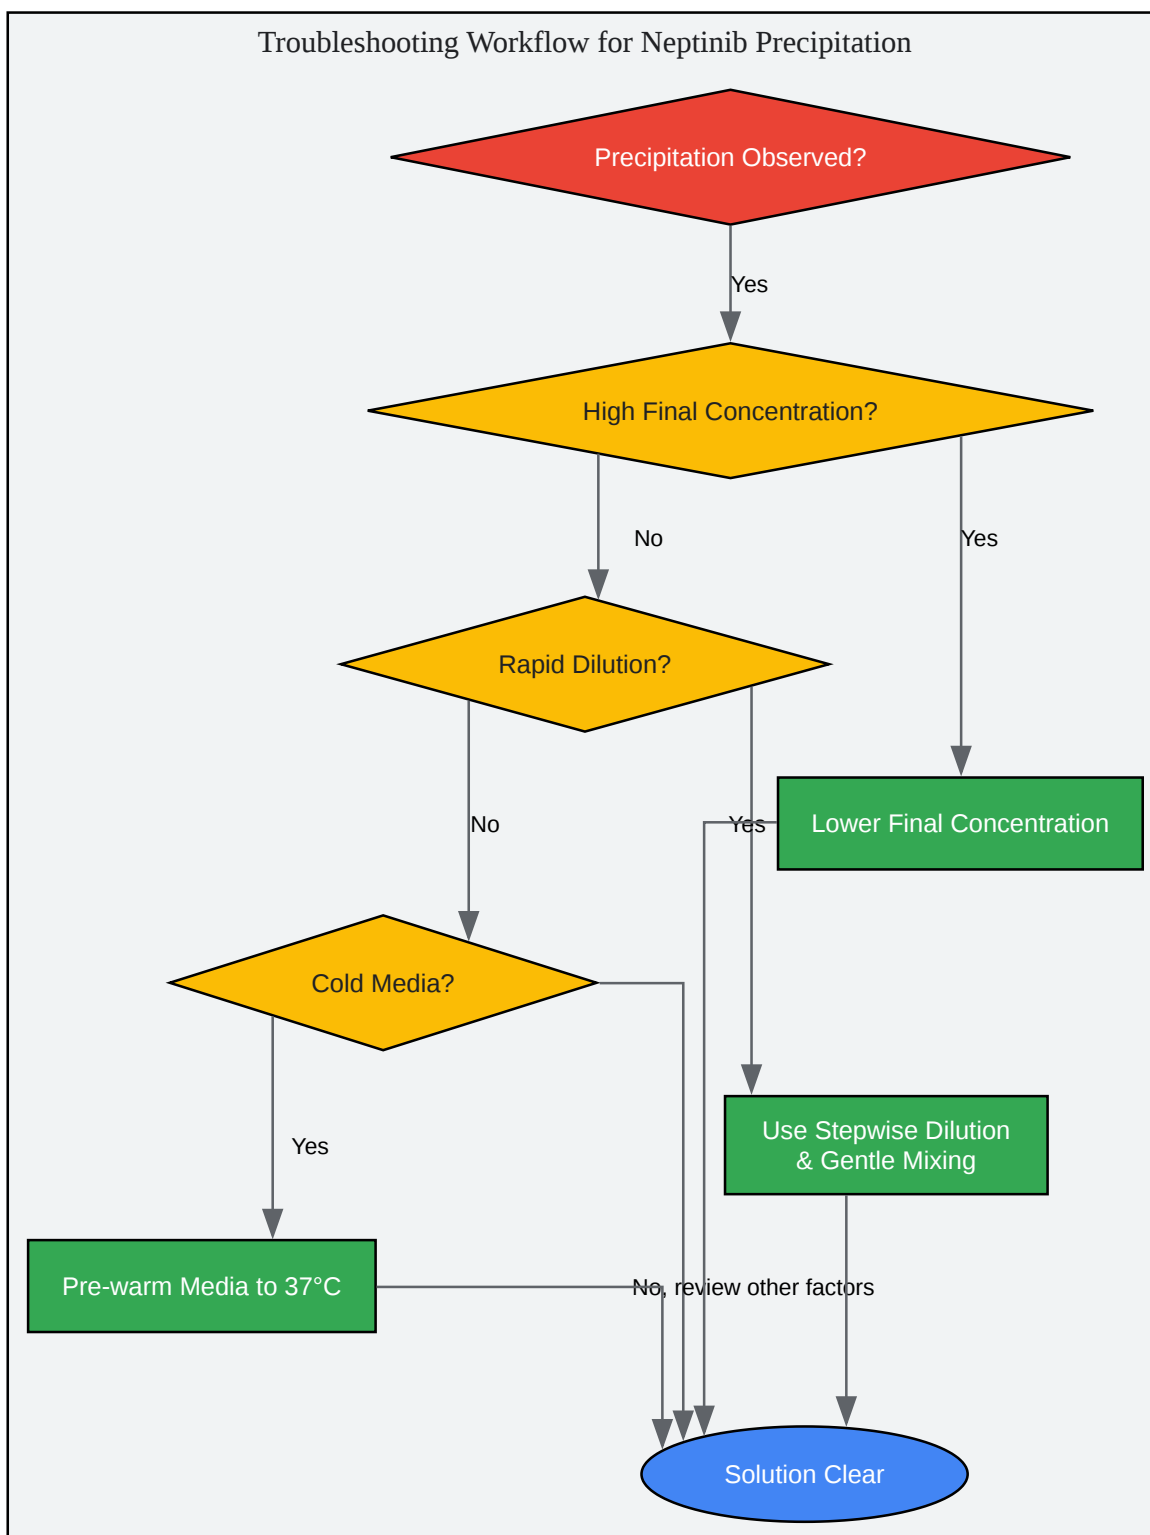 Troubleshooting Workflow for Neptinib Precipitation
Precipitation Observed?
Yes
High Final Concentration?
No
Yes
Rapid Dilution?
No
Yes
Lower Final Concentration
Cold Media?
Yes
Use Stepwise Dilution
& Gentle Mixing
Pre-warm Media to 37°C
No, review other factors
Solution Clear